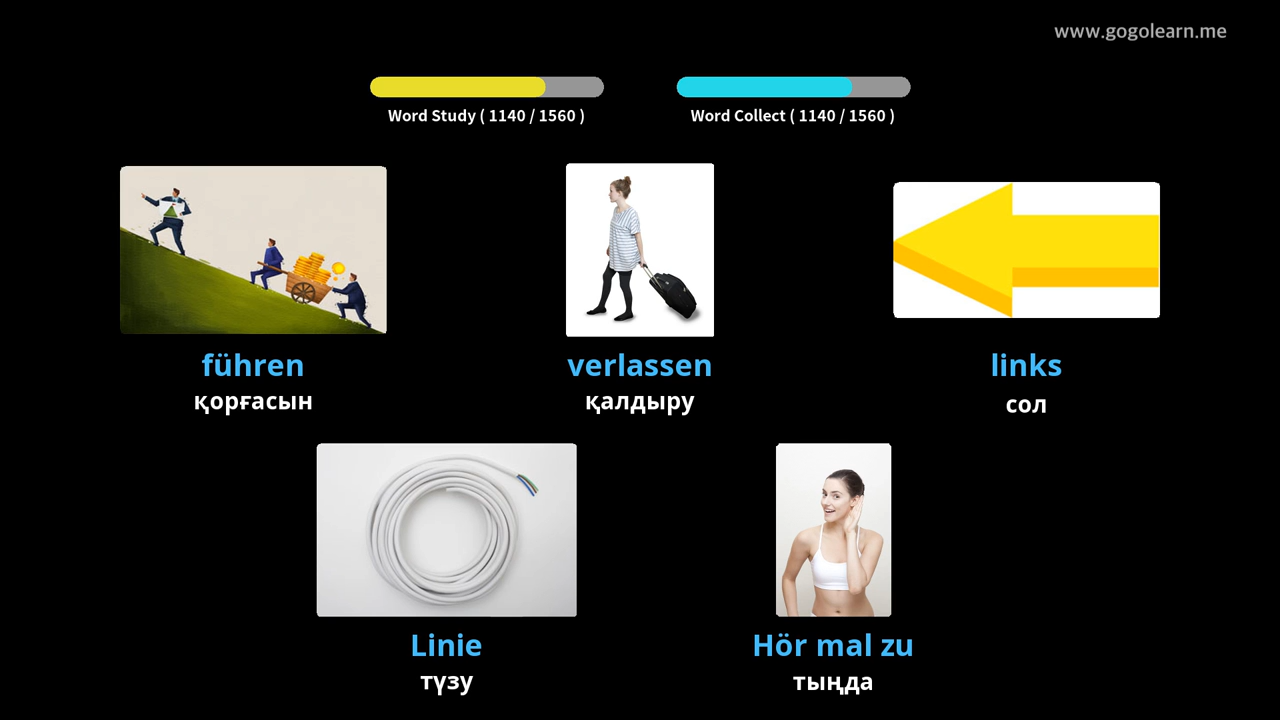 www.gogolearn.me
Word Study ( 1140 / 1560 )
Word Collect ( 1140 / 1560 )
führen
қорғасын
verlassen
қалдыру
links
сол
Linie
түзу
Hör mal zu
тыңда